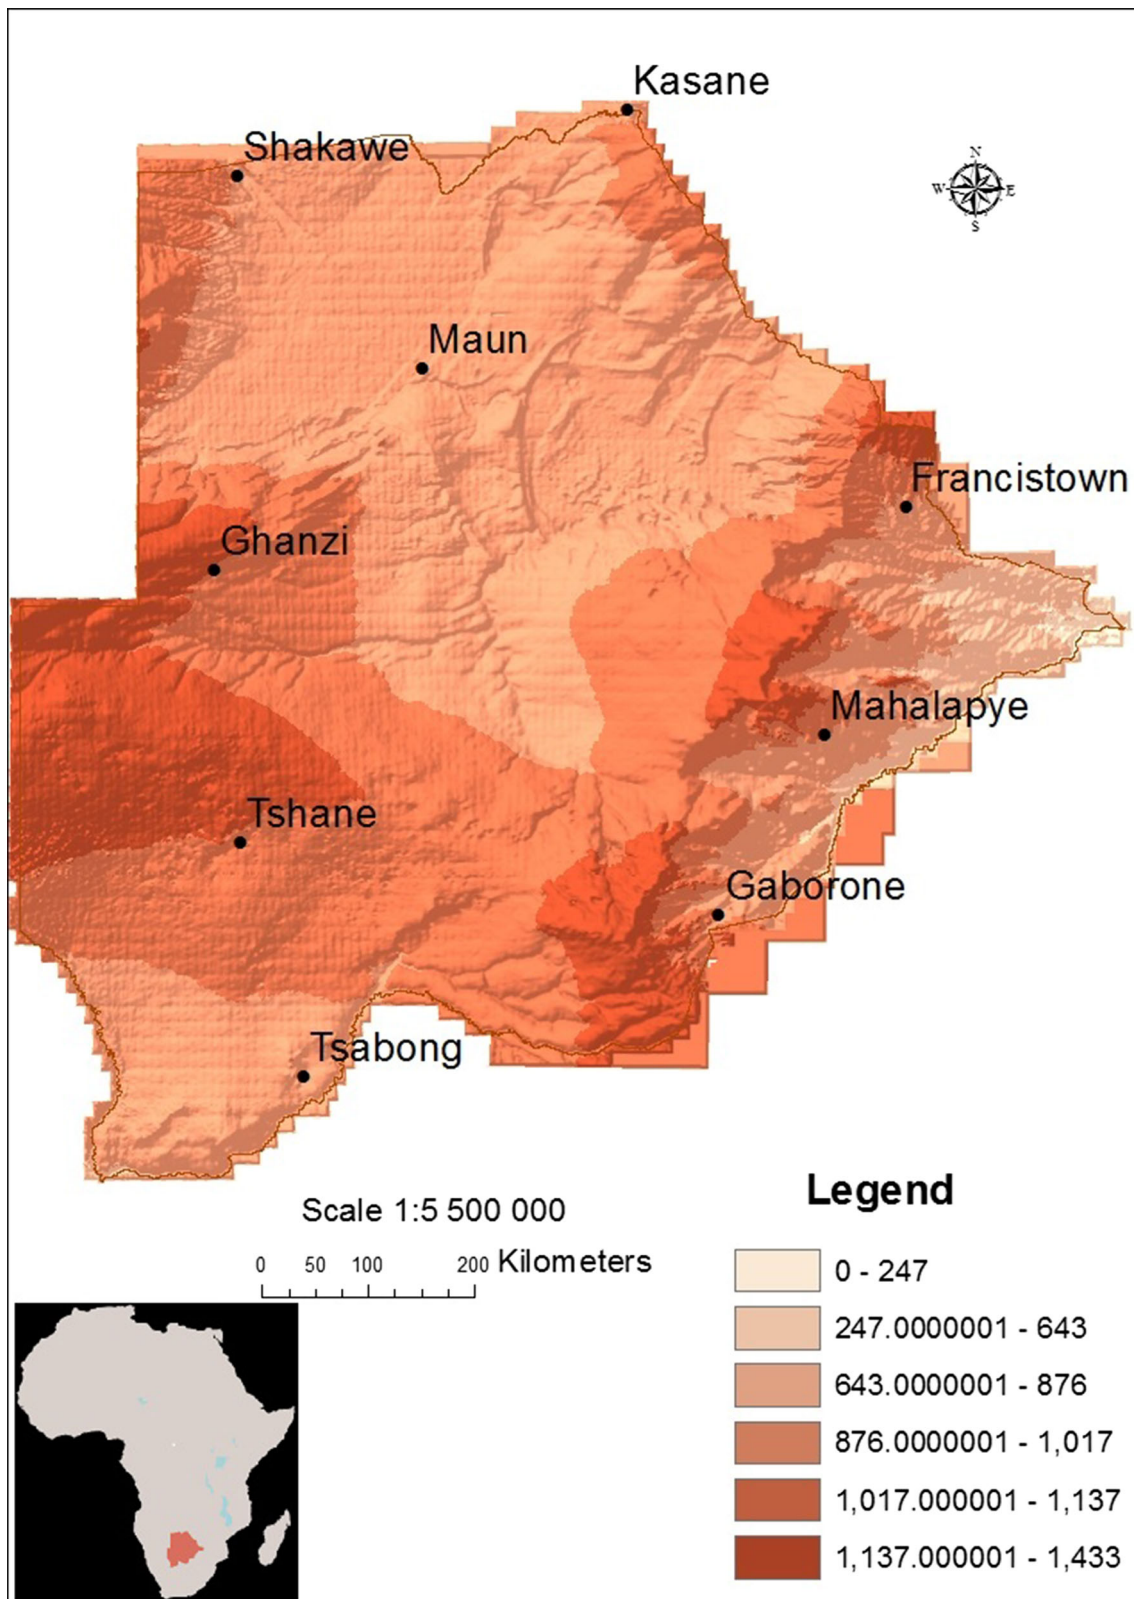 Kasane
Shakawe
N
W E
S
Maun
Francistown
Ghanzi
Mahalapye
Tshane
Gaborone
Tsabong
Scale 1:5 500 000
0 50 100 200 Kilometers
Legend
0 - 247
247.0000001 - 643
643.0000001 - 876
876.0000001 - 1,017
1,017.000001 - 1,137
1,137.000001 - 1,433